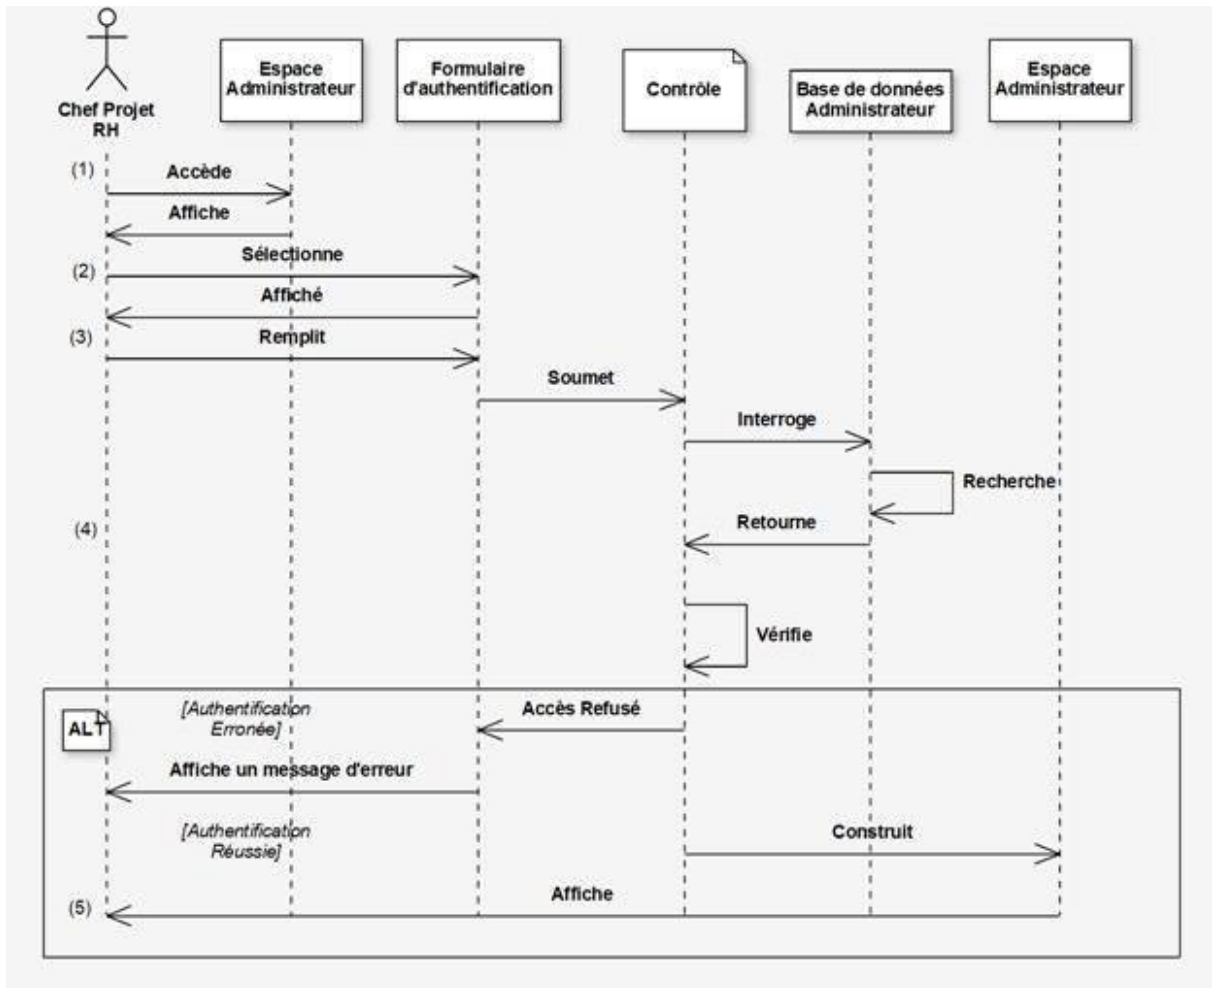 Chef Projet
RH
Espace
Administrateur
Formulaire
d'authentification
Contrôle
Base de données
Administrateur
Espace
Administrateur
(1)
Accède
Affiche
(2)
Sélectionne
Affiché
(3)
Remplit
Soumet
Interroge
Recherche
(4)
Retourne
Vérifie
ALT
[Authentification
Erronée]
Accès Refusé
Affiche un message d'erreur
[Authentification
Réussie]
Construit
(5)
Affiche